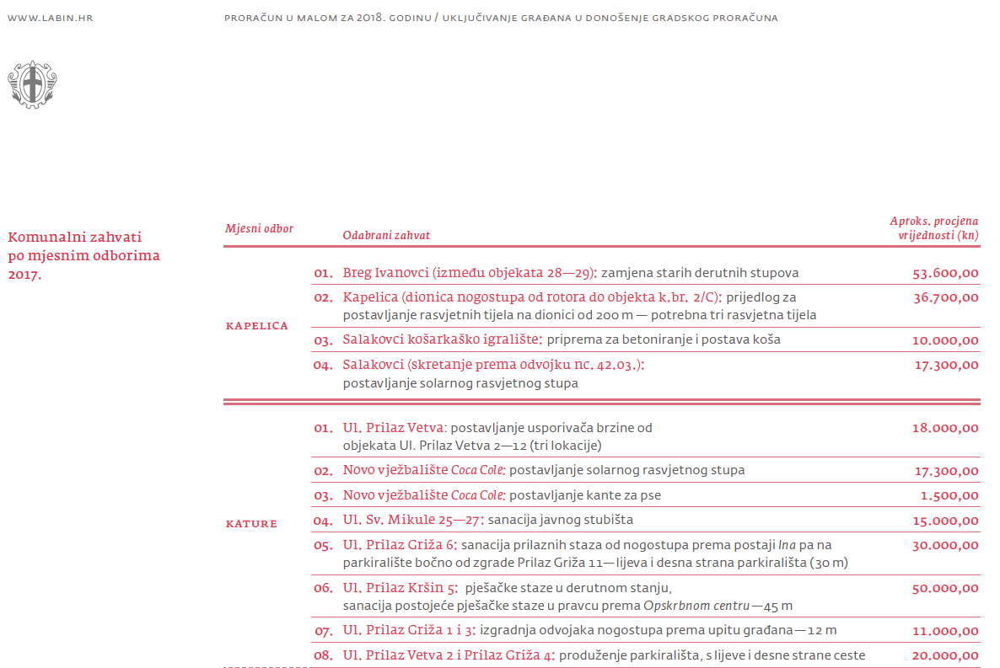 WWW.LABIN.HR
PRORAČUN U MALOM ZA 2018. GODINU / UKLJUČIVANJE GRAĐANA U DONOŠENJE GRADSKOG PRORAČUNA
Komunalni zahvati
po mjesnim odborima
2017.
Mjesni odbor
Odabrani zahvat
Aproks. procjena
vrijednosti (kn)
KAPELICA
01. Breg Ivanovci (između objekata 28—29): zamjena starih derutnih stupova 53.600,00
02. Kapelica (dionica nogostupa od rotora do objekta k.br. 2/C): prijedlog za 36.700,00
postavljanje rasvjetnih tijela na dionici od 200 m — potrebna tri rasvjetna tijela
03. Salakovci košarkaško igralište: priprema za betoniranje i postava koša 10.000,00
04. Salakovci (skretanje prema odvojku nc. 42.03.): 17.300,00
postavljanje solarnog rasvjetnog stupa
KATURE
01. Ul. Prilaz Vetva: postavljanje usporivača brzine od 18.000,00
objekata Ul. Prilaz Vetva 2—12 (tri lokacije)
02. Novo vježbalište Coca Cole: postavljanje solarnog rasvjetnog stupa 17.300,00
03. Novo vježbalište Coca Cole: postavljanje kante za pse 1.500,00
04. Ul. Sv. Mikule 25—27: sanacija javnog stubišta 15.000,00
05. Ul. Prilaz Griža 6: sanacija prilaznih staza od nogostupa prema postaji Ina pa na 30.000,00
parkiralište bočno od zgrade Prilaz Griža 11—lijeva i desna strana parkirališta (30 m)
06. Ul. Prilaz Kršin 5: pješačke staze u derutnom stanju, 50.000,00
sanacija postojeće pješačke staze u pravcu prema Opskrbnom centru—45 m
07. Ul. Prilaz Griža 1 i 3: izgradnja odvojaka nogostupa prema upitu građana—12 m 11.000,00
08. Ul. Prilaz Vetva 2 i Prilaz Griža 4: produženje parkirališta, s lijeve i desne strane ceste 20.000,00